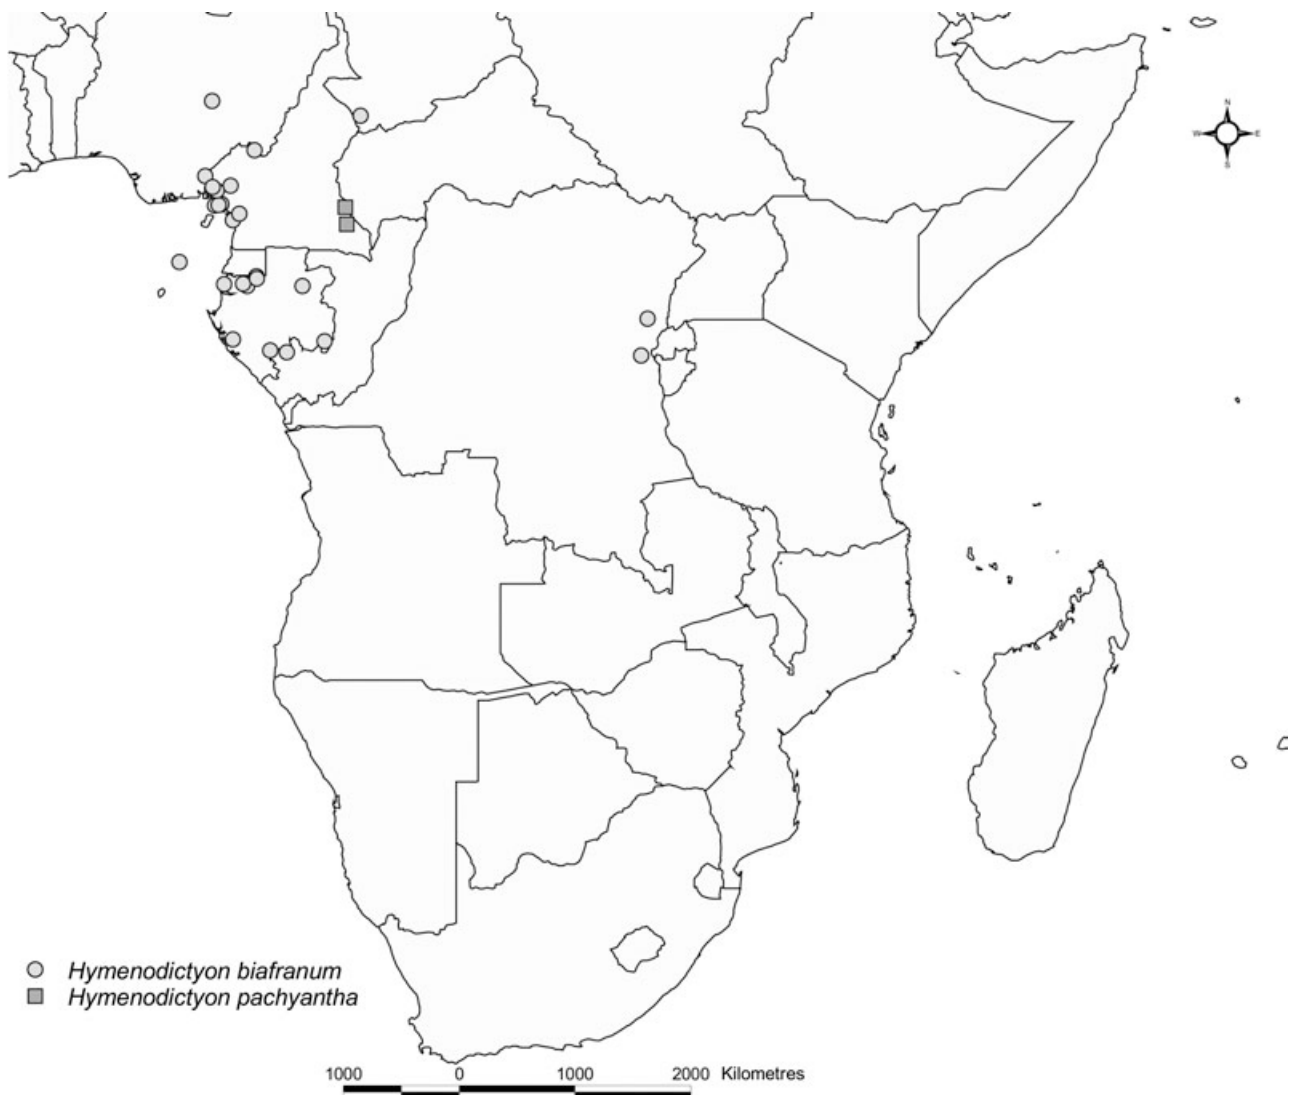 N
W E
S
Hymenodictyon biafranum
Hymenodictyon pachyantha
1000 0 1000 2000 Kilometres